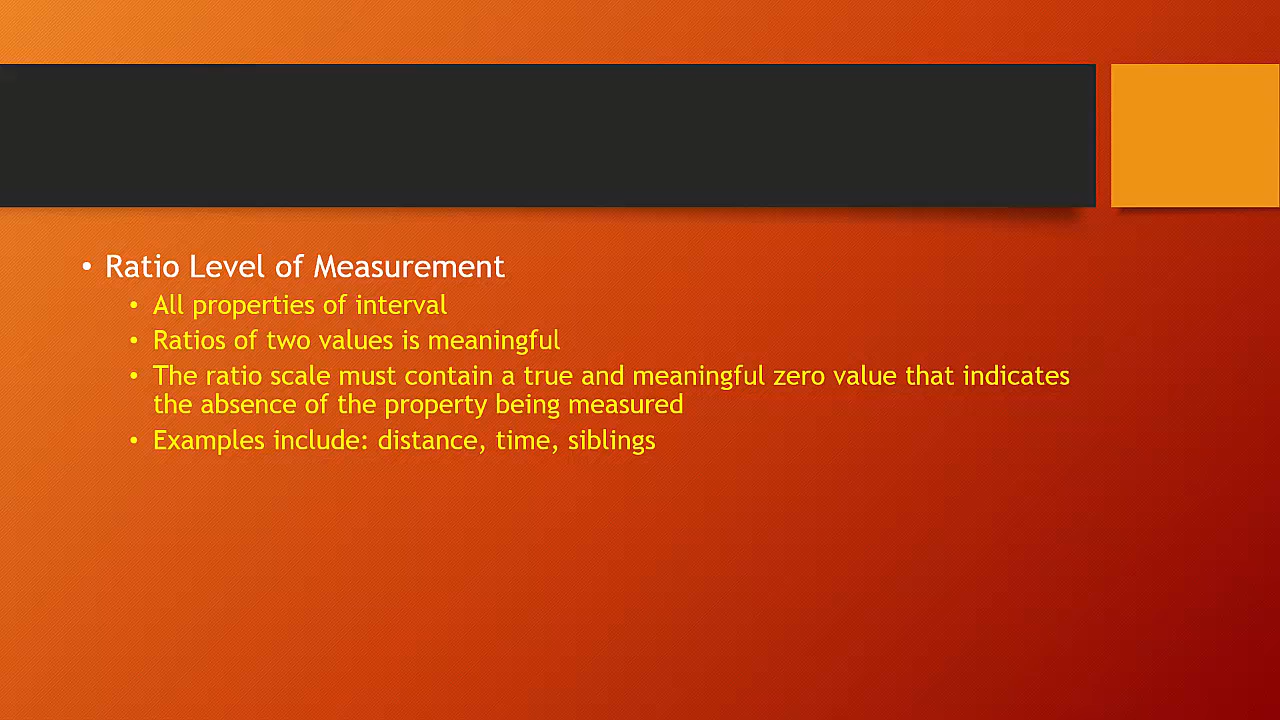 • Ratio Level of Measurement
• All properties of interval
• Ratios of two values is meaningful
• The ratio scale must contain a true and meaningful zero value that indicates
the absence of the property being measured
• Examples include: distance, time, siblings